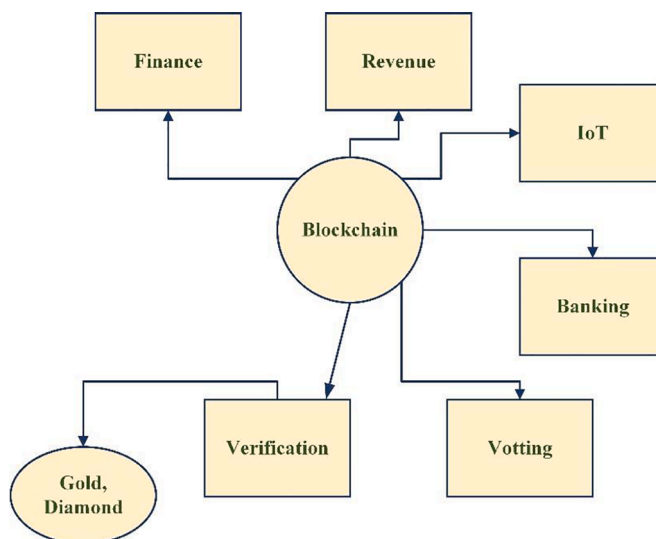 Finance
Revenue
IoT
Blockchain
Banking
Verification
Votting
Gold,
Diamond